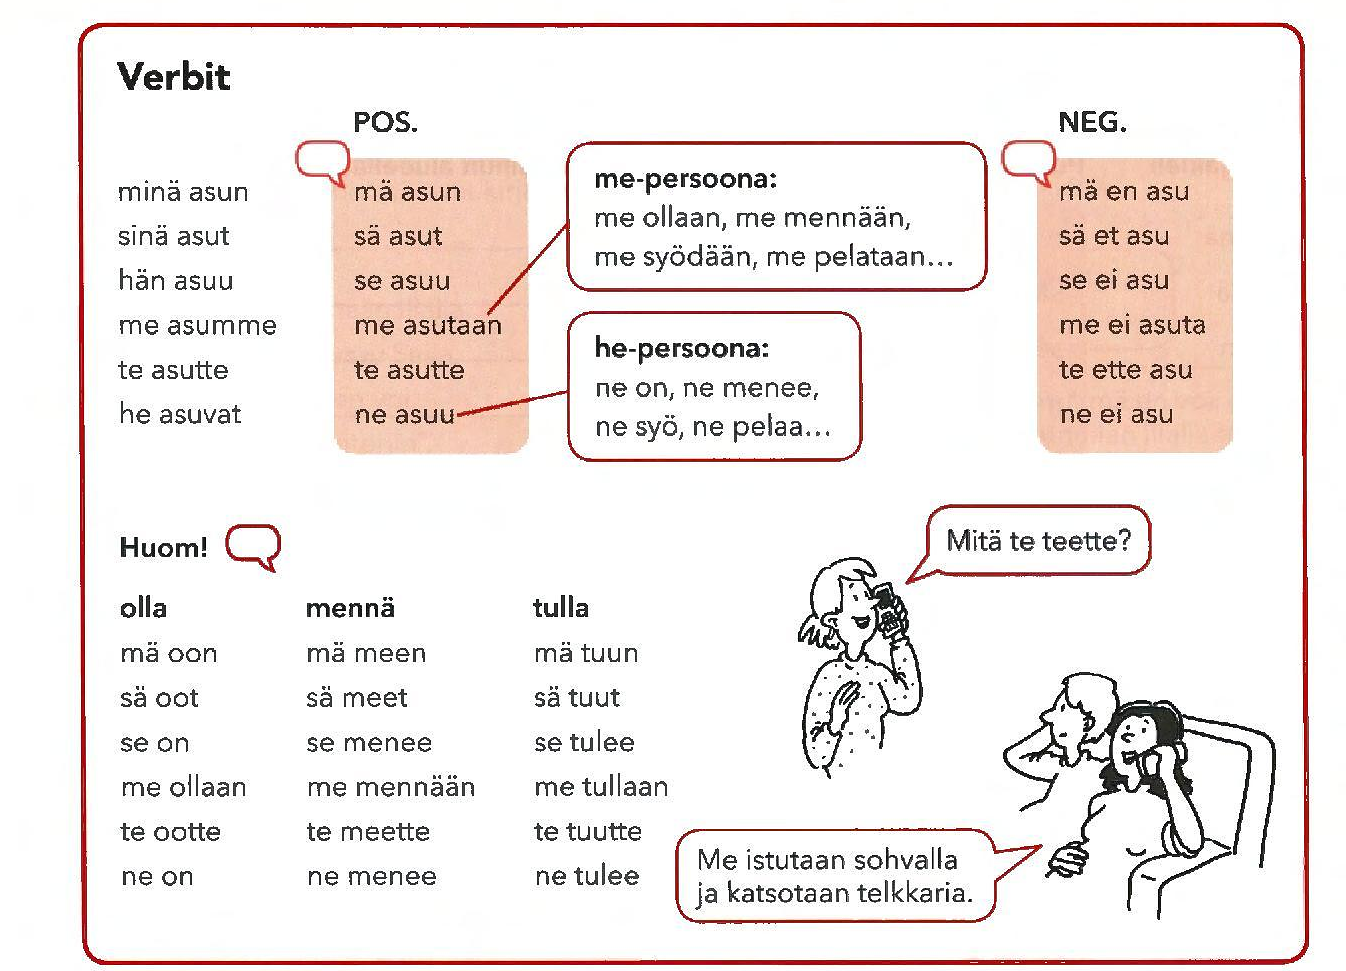 Verbit
POS.
NEG.
minä asun
sinä asut
hän asuu
me asumme
te asutte
he asuvat
mä asun
sä asut
se asuu
me asutaan
te asutte
ne asuu
me-persoona:
me ollaan, me mennään,
me syödään, me pelataan...
he-persoona:
ne on, ne menee,
ne syö, ne pelaa...
mä en asu
sä et asu
se ei asu
me ei asuta
te ette asu
ne ei asu
Huom!
olla
mä oon
sä oot
se on
me ollaan
te ootte
ne on
mennä
mä meen
sä meet
se menee
me mennään
te meette
ne menee
tulla
mä tuun
sä tuut
se tulee
me tullaan
te tuutte
ne tulee
Mitä te teette?
Me istutaan sohvalla
ja katsotaan telkkaria.